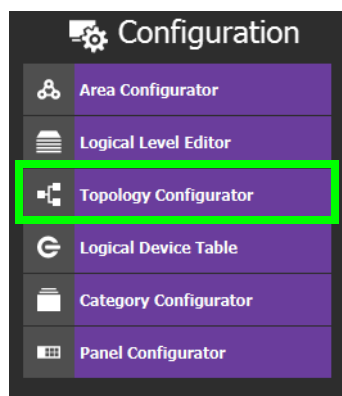 Configuration
Area Configurator
Logical Level Editor
Topology Configurator
Logical Device Table
Category Configurator
Panel Configurator